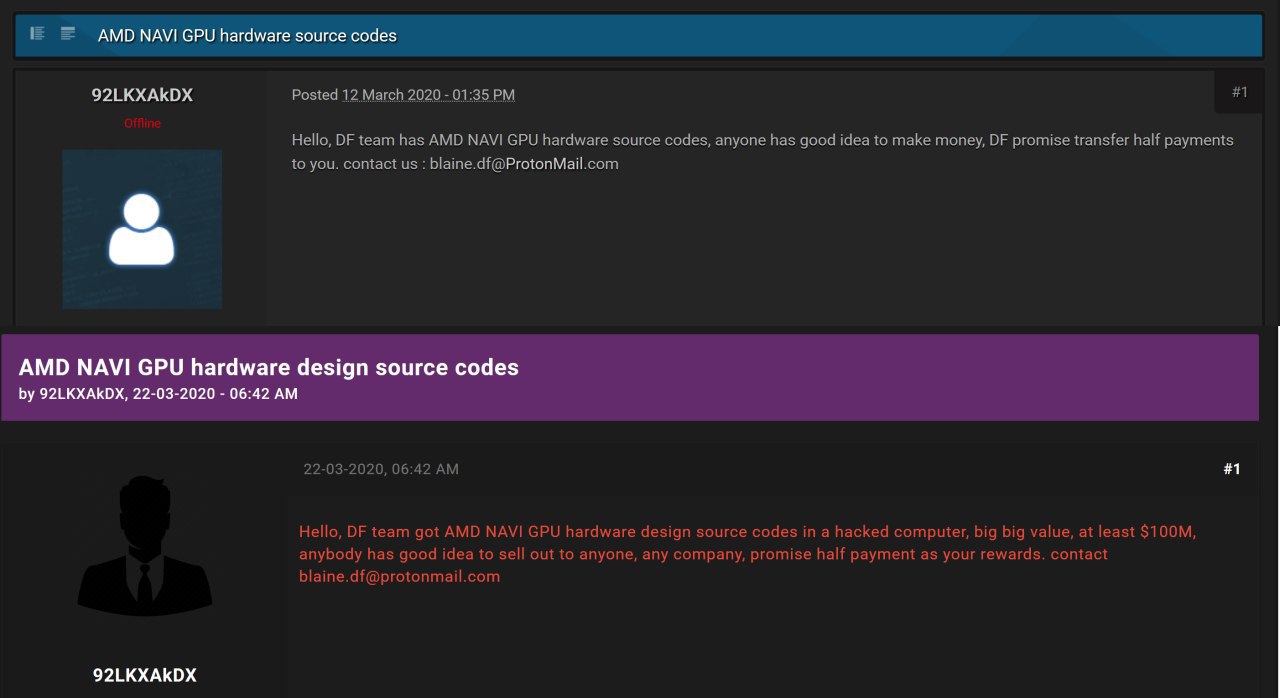 AMD NAVI GPU hardware source codes
92LKXAkDX
Offline
Posted 12 March 2020 - 01:35 PM
#1
Hello, DF team has AMD NAVI GPU hardware source codes, anyone has good idea to make money, DF promise transfer half payments
to you. contact us : blaine.df@ProtonMail.com
AMD NAVI GPU hardware design source codes
by 92LKXAkDX, 22-03-2020 - 06:42 AM
22-03-2020, 06:42 AM
#1
Hello, DF team got AMD NAVI GPU hardware design source codes in a hacked computer, big big value, at least $100M,
anybody has good idea to sell out to anyone, any company, promise half payment as your rewards. contact
blaine.df@protonmail.com
92LKXAkDX